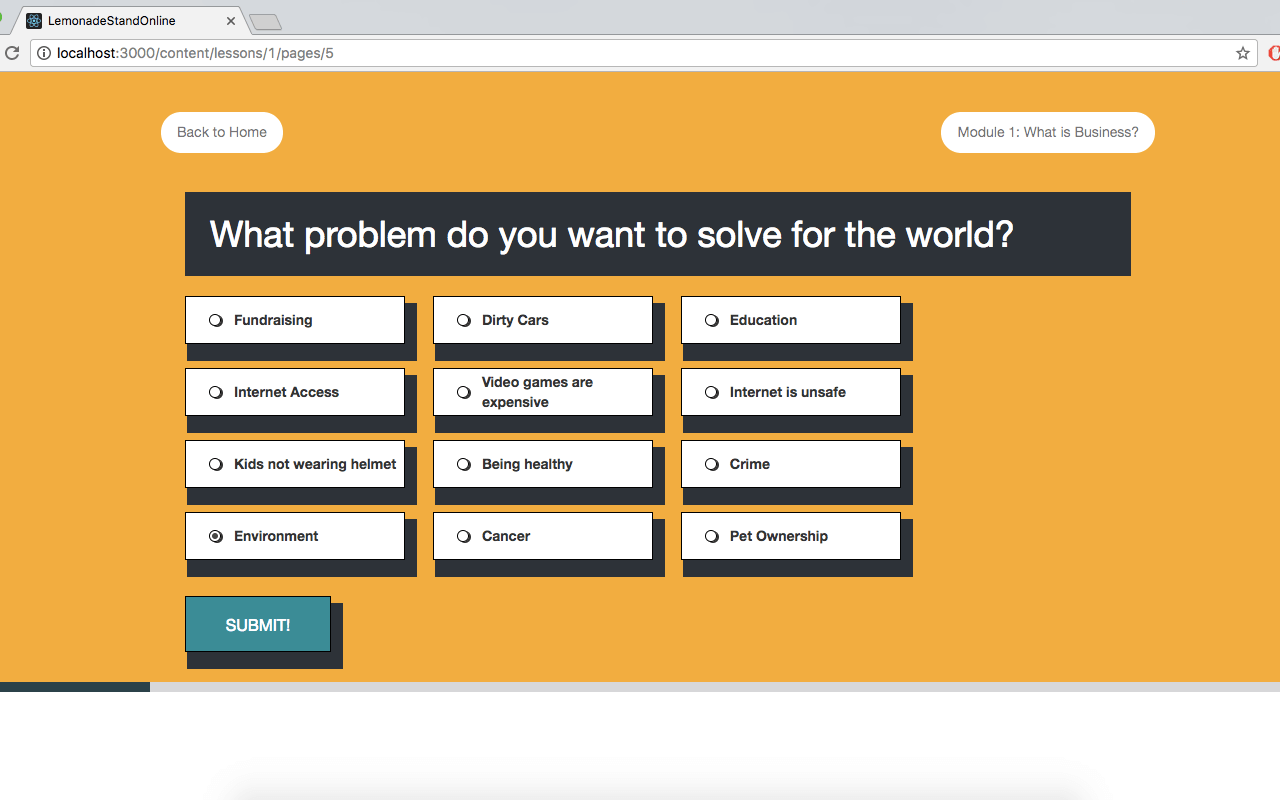 LemonadeStandOnline
localhost:3000/content/lessons/1/pages/5
Back to Home
Module 1: What is Business?
What problem do you want to solve for the world?
Fundraising
Dirty Cars
Education
Internet Access
Video games are
expensive
Internet is unsafe
Kids not wearing helmet
Being healthy
Crime
Environment
Cancer
Pet Ownership
SUBMIT!